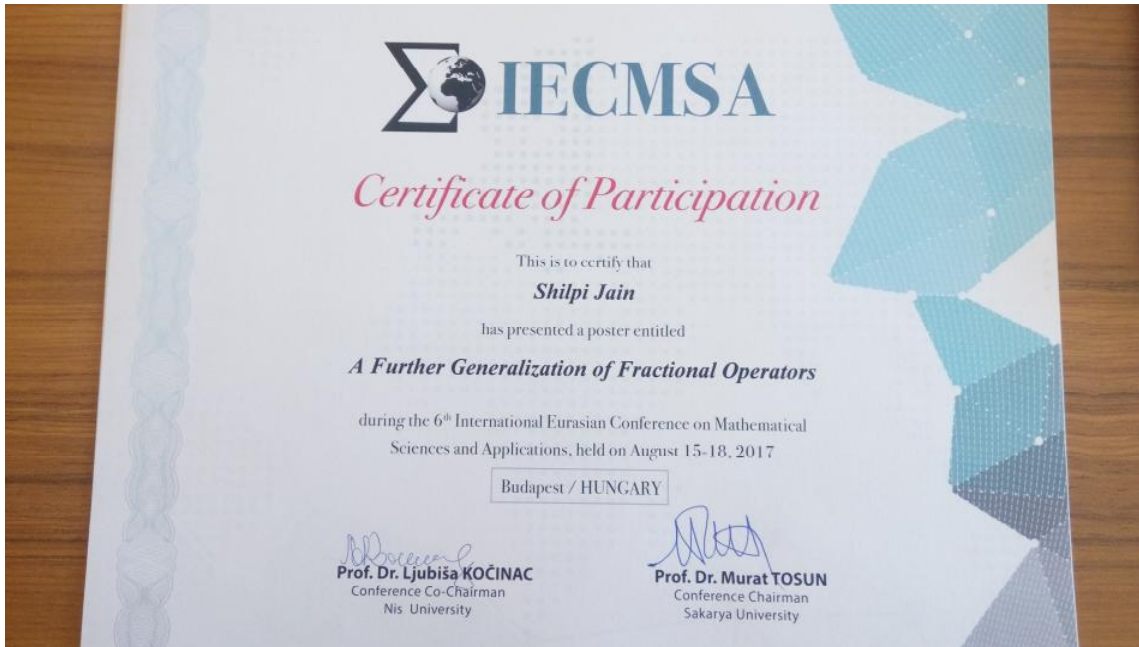 IECMSA
Certificate of Participation
This is to certify that
Shilpi Jain
has presented a poster entitled
A Further Generalization of Fractional Operators
during the 6th International Eurasian Conference on Mathematical
Sciences and Applications, held on August 15-18, 2017
Budapest / HUNGARY
Prof. Dr. Ljubiša KOČINAC
Conference Co-Chairman
Nis University
Prof. Dr. Murat TOSUN
Conference Chairman
Sakarya University